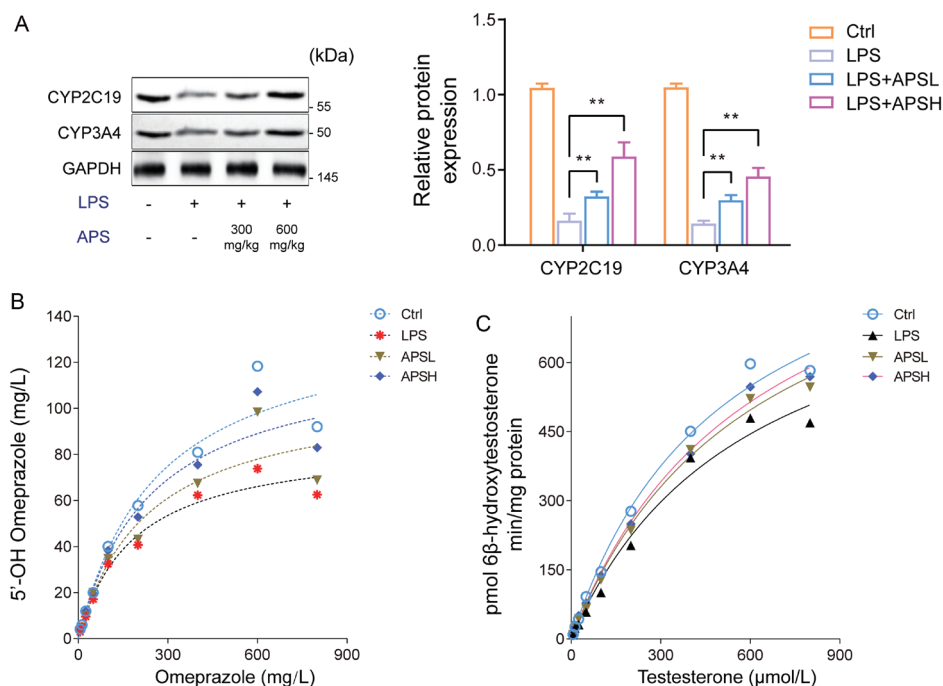 A
(kDa)
CYP2C19
55
CYP3A4
50
GAPDH
145
LPS - + + +
APS - - 300 mg/kg 600 mg/kg
Relative protein
expression
1.5
1.0
0.5
0.0
** ** ** **
CYP2C19 CYP3A4
Ctrl
LPS
LPS+APSL
LPS+APSH
B
5'-OH Omeprazole (mg/L)
140
120
100
80
60
40
20
0
0 300 600 900
Omeprazole (mg/L)
Ctrl
LPS
APSL
APSH
C
pmol 6β-hydroxytestosterone
min/mg protein
600
450
300
150
0
0 300 600 900
Testosterone (μmol/L)
Ctrl
LPS
APSL
APSH